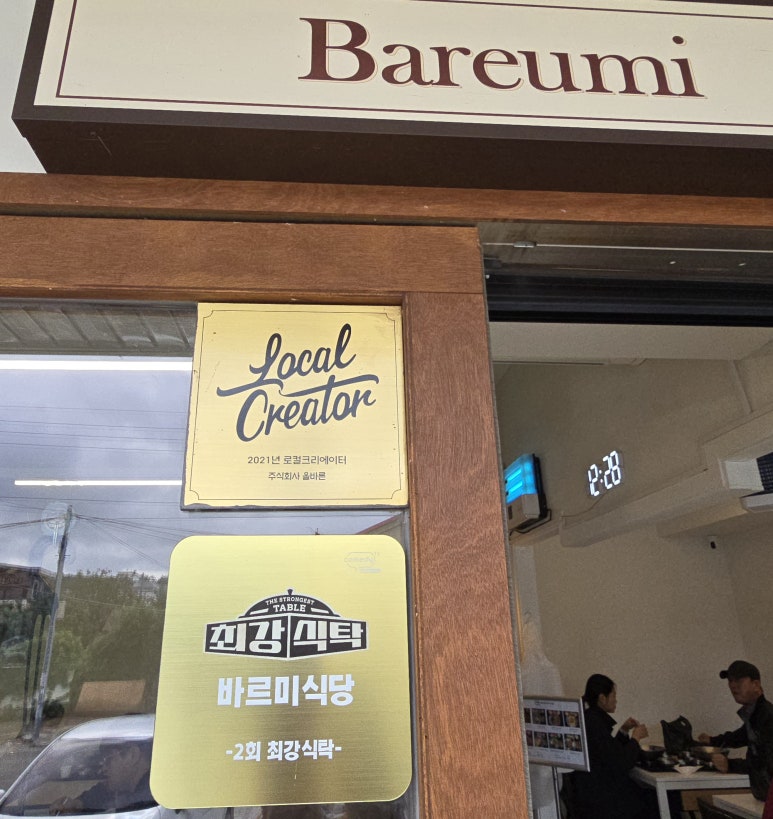 Bareumi
Local
Creator
2021년 로컬크리에이터
주식회사 올바른
THE STRONGEST
TABLE
최강식탁
바르미식당
-2회 최강식탁-
12:28